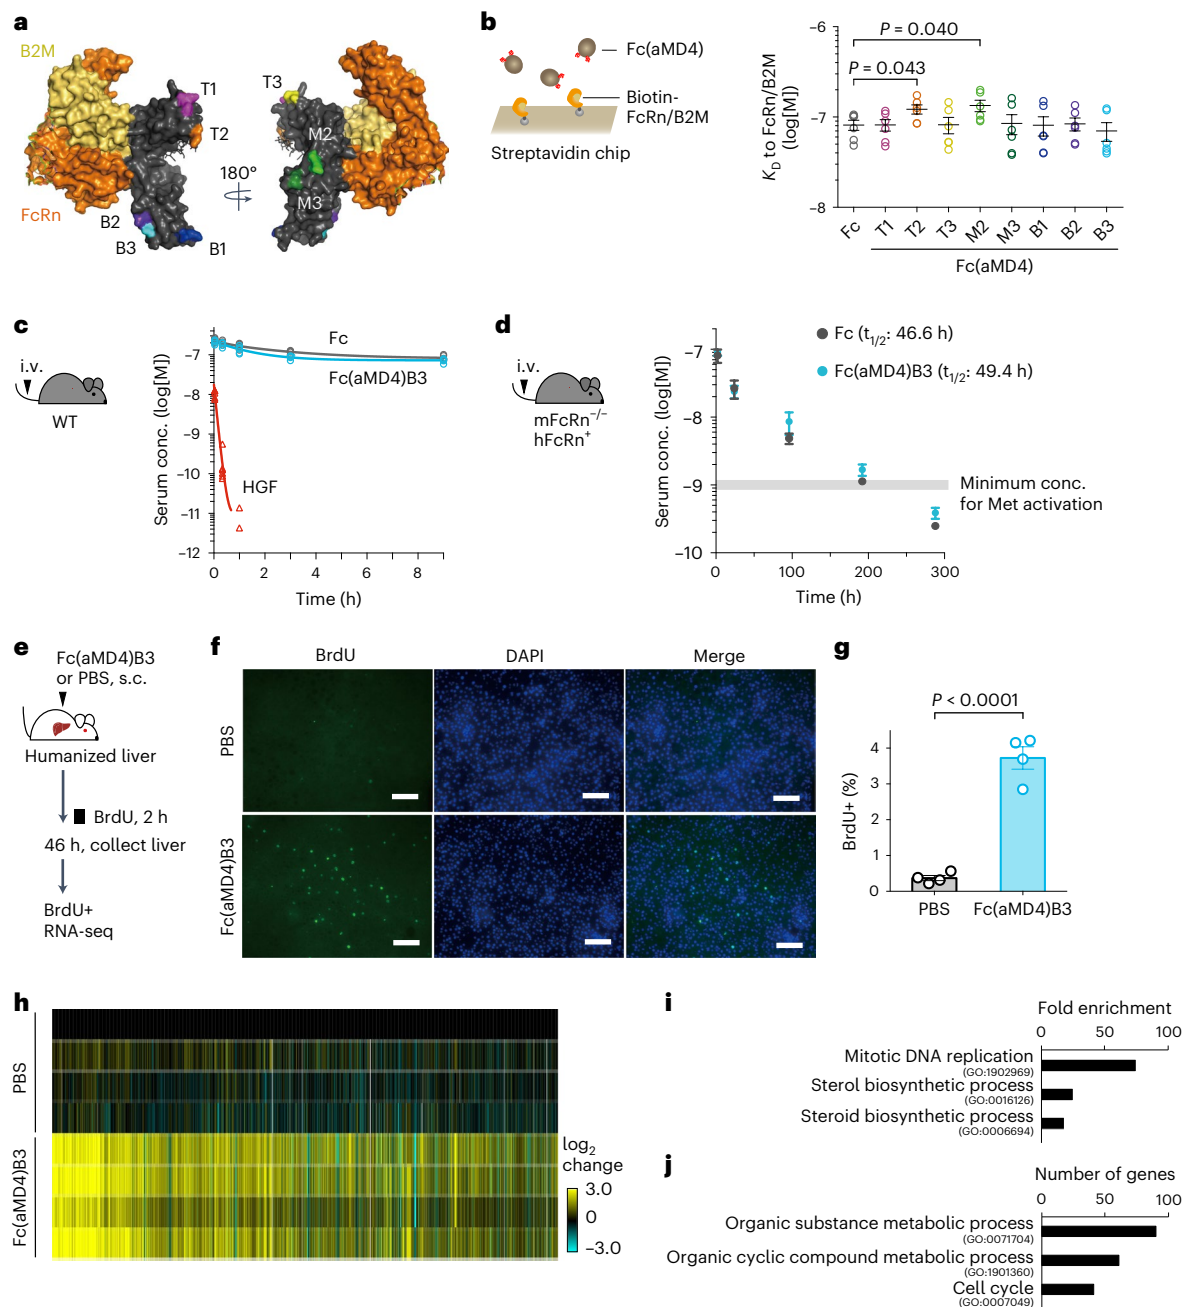 a
B2M
T1
T2
FcRn
B2
B3
B1
180°
T3
M2
M3
b
Fc(aMD4)
Biotin-
FcRn/B2M
Streptavidin chip
K_D to FcRn/B2M
(log[M])
−6
−7
−8
P = 0.040
P = 0.043
Fc
T1
T2
T3
M2
M3
B1
B2
B3
Fc(aMD4)
c
i.v.
WT
Serum conc. (log[M])
−7
−8
−9
−10
−11
−12
Fc
Fc(aMD4)B3
HGF
0 2 4 6 8
Time (h)
d
i.v.
mFcRn−/−
hFcRn+
Serum conc. (log[M])
−7
−8
−9
−10
Fc (t1/2: 46.6 h)
Fc(aMD4)B3 (t1/2: 49.4 h)
Minimum conc.
for Met activation
0 100 200 300
Time (h)
e
Fc(aMD4)B3
or PBS, s.c.
Humanized liver
BrdU, 2 h
46 h, collect liver
BrdU+
RNA-seq
f
BrdU DAPI Merge
PBS
Fc(aMD4)B3
g
P < 0.0001
BrdU+ (%)
4
3
2
1
0
PBS Fc(aMD4)B3
h
PBS
Fc(aMD4)B3
log2
change
3.0
0
−3.0
i
Fold enrichment
0 50 100
Mitotic DNA replication
(GO:1902969)
Sterol biosynthetic process
(GO:0016126)
Steroid biosynthetic process
(GO:0006694)
j
Number of genes
0 50 100
Organic substance metabolic process
(GO:0071704)
Organic cyclic compound metabolic process
(GO:1901360)
Cell cycle
(GO:0007049)